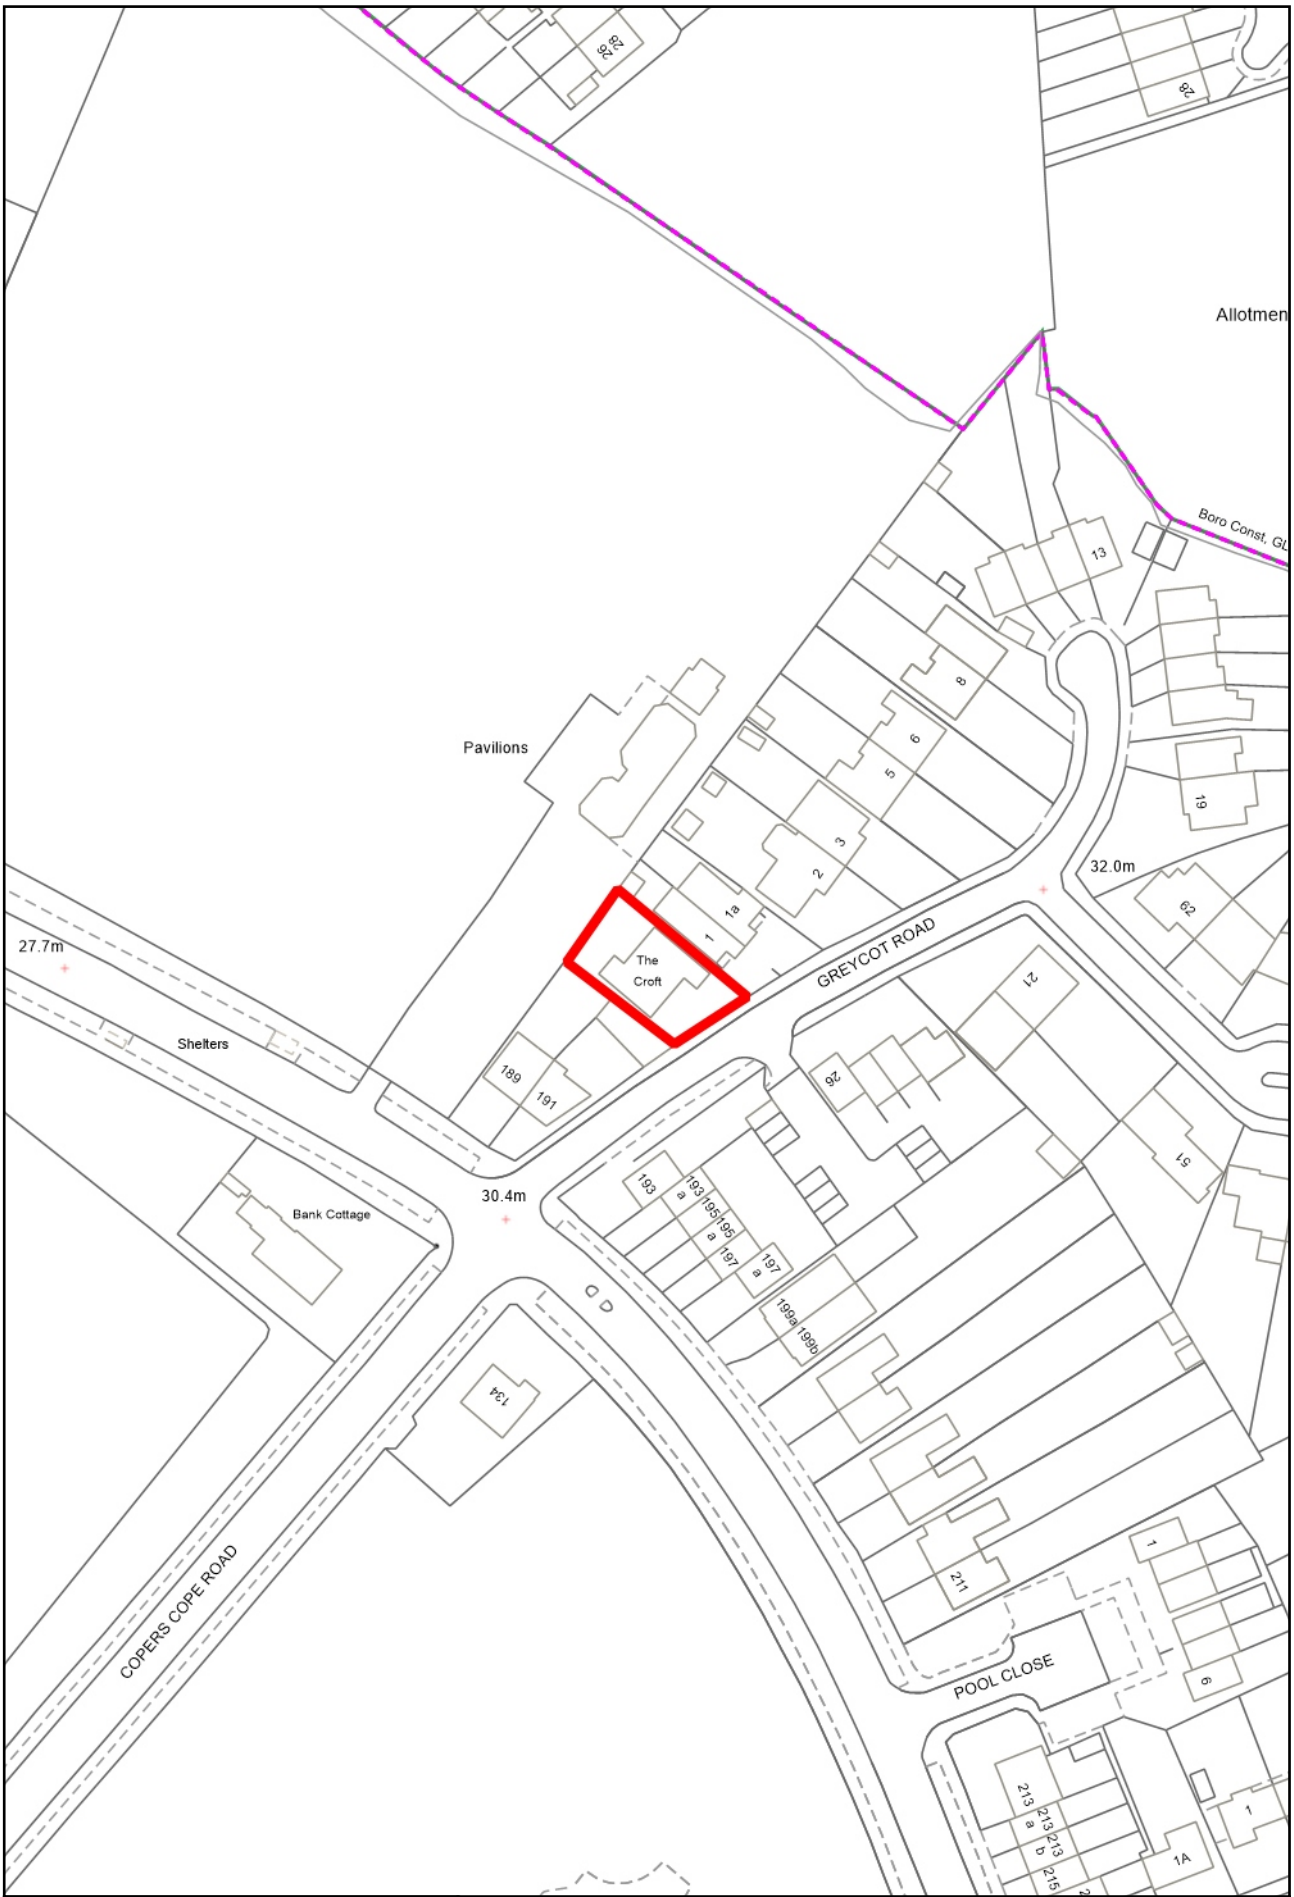 26
28
28
Allotmen
Boro Const, GL
13
8
6
5
Pavilions
3
2
19
32.0m
62
1a
1
GREYCOT ROAD
27.7m
The
Croft
21
Shelters
189
191
26
51
30.4m
193
193
a
195
195
a
197
197
a
Bank Cottage
199a
199b
134
211
1
COPERS COPE ROAD
POOL CLOSE
6
213
213
a
213
b
215
2
1
1A